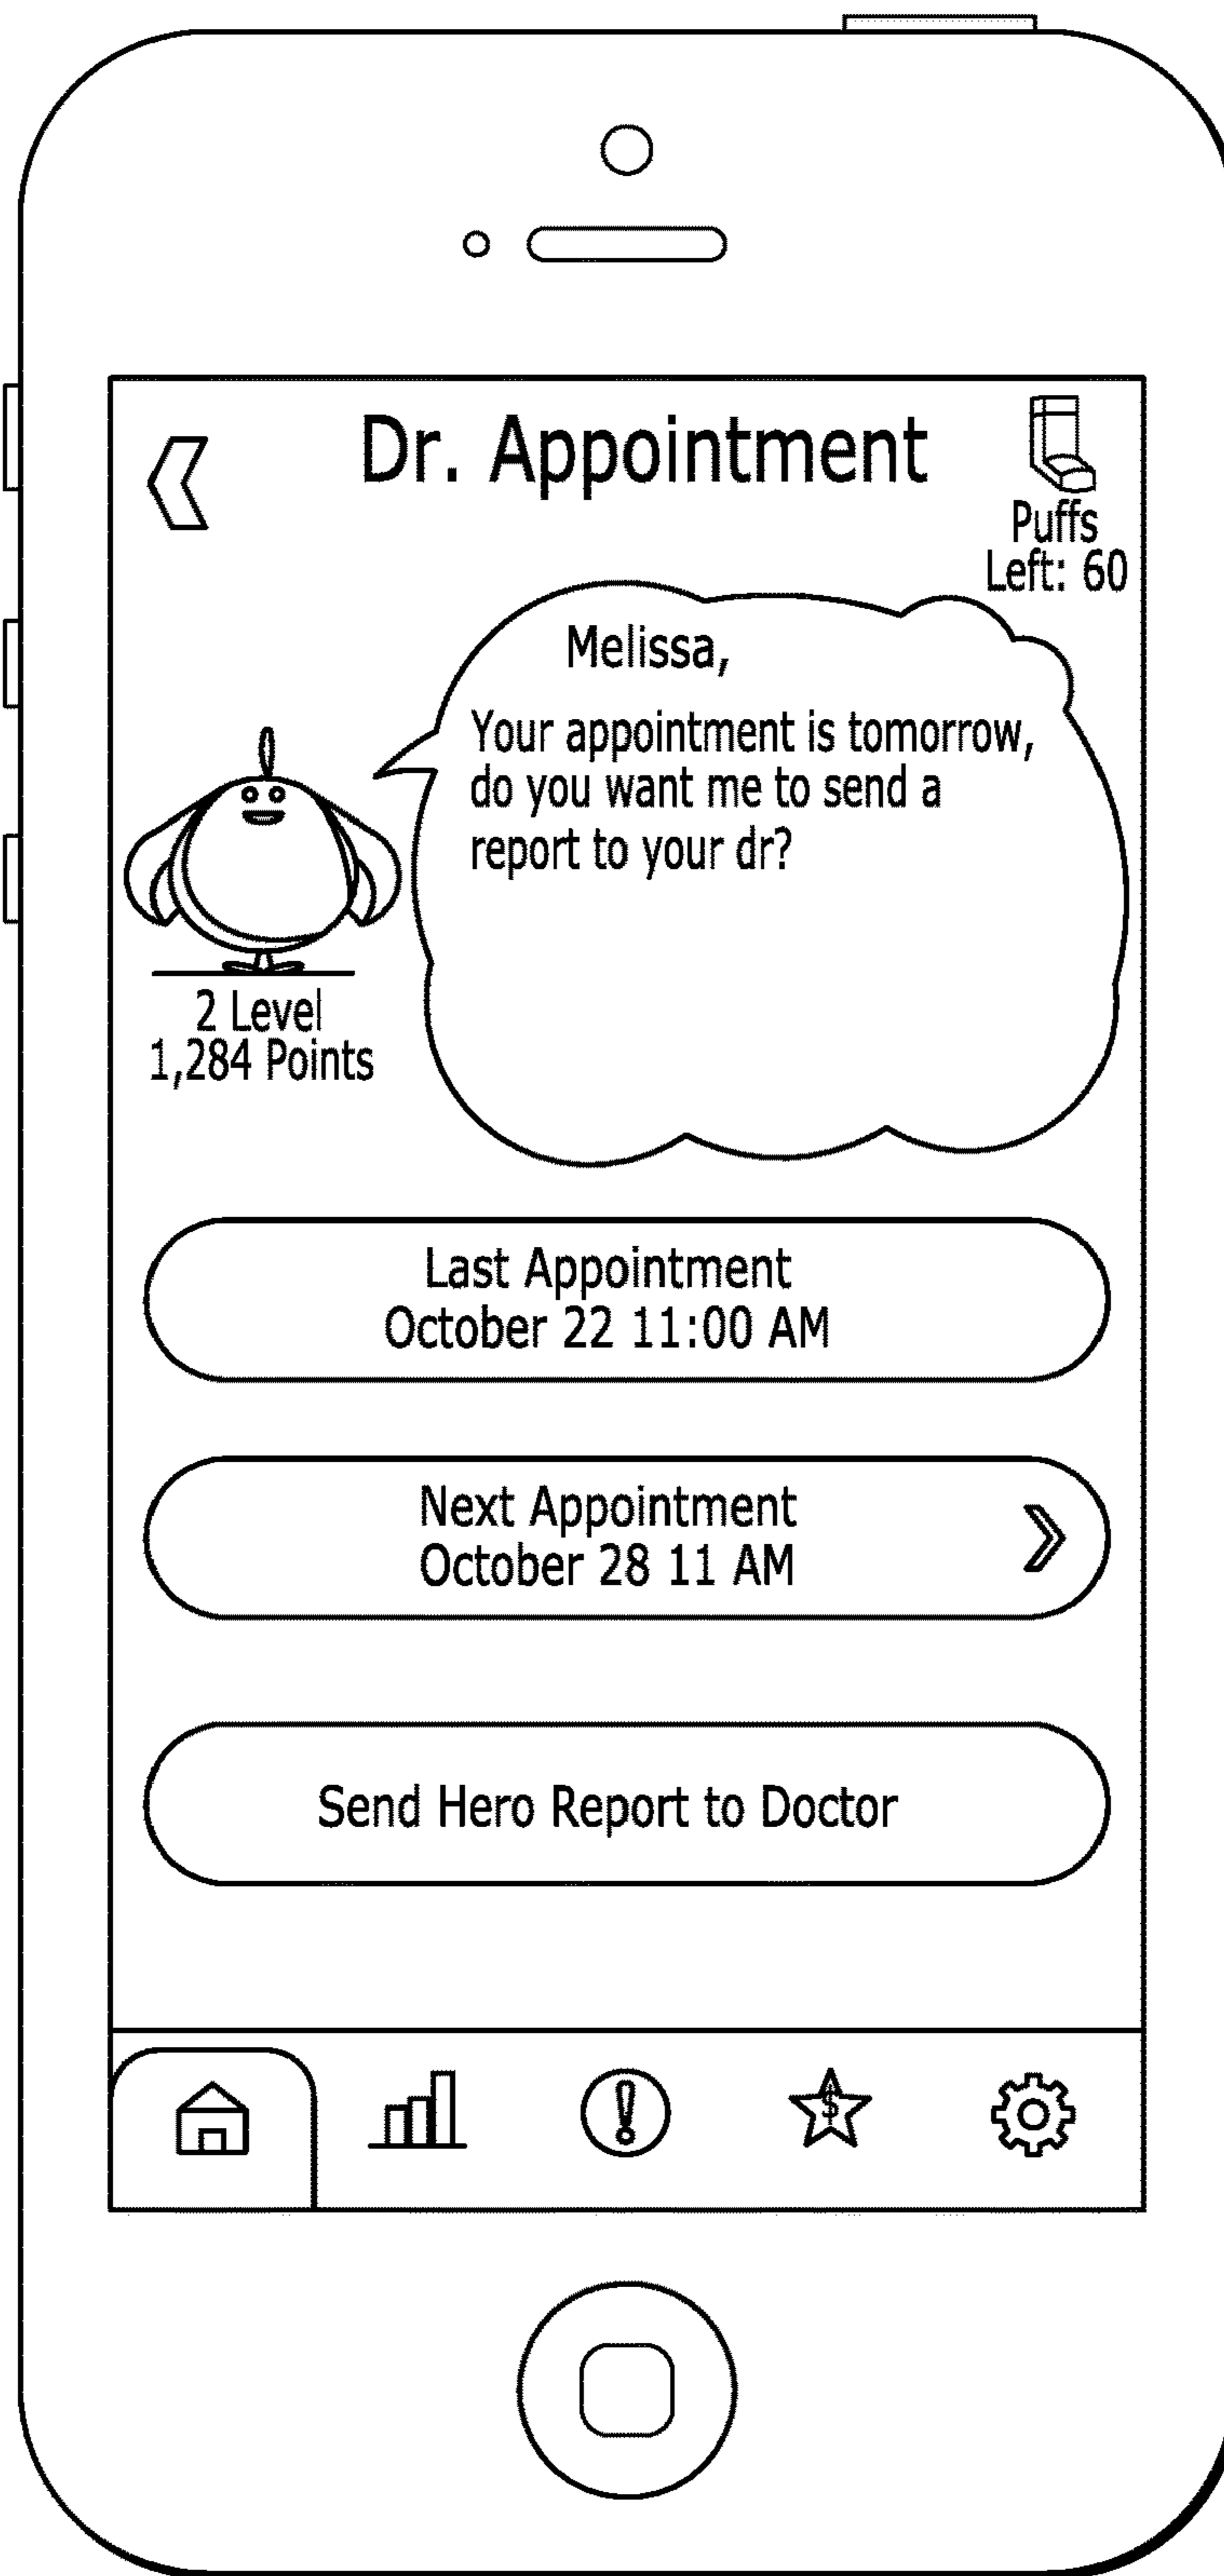 Dr. Appointment
Puffs
Left: 60
Melissa,
Your appointment is tomorrow,
do you want me to send a
report to your dr?
2 Level
1,284 Points
Last Appointment
October 22 11:00 AM
Next Appointment
October 28 11 AM
Send Hero Report to Doctor
!
$